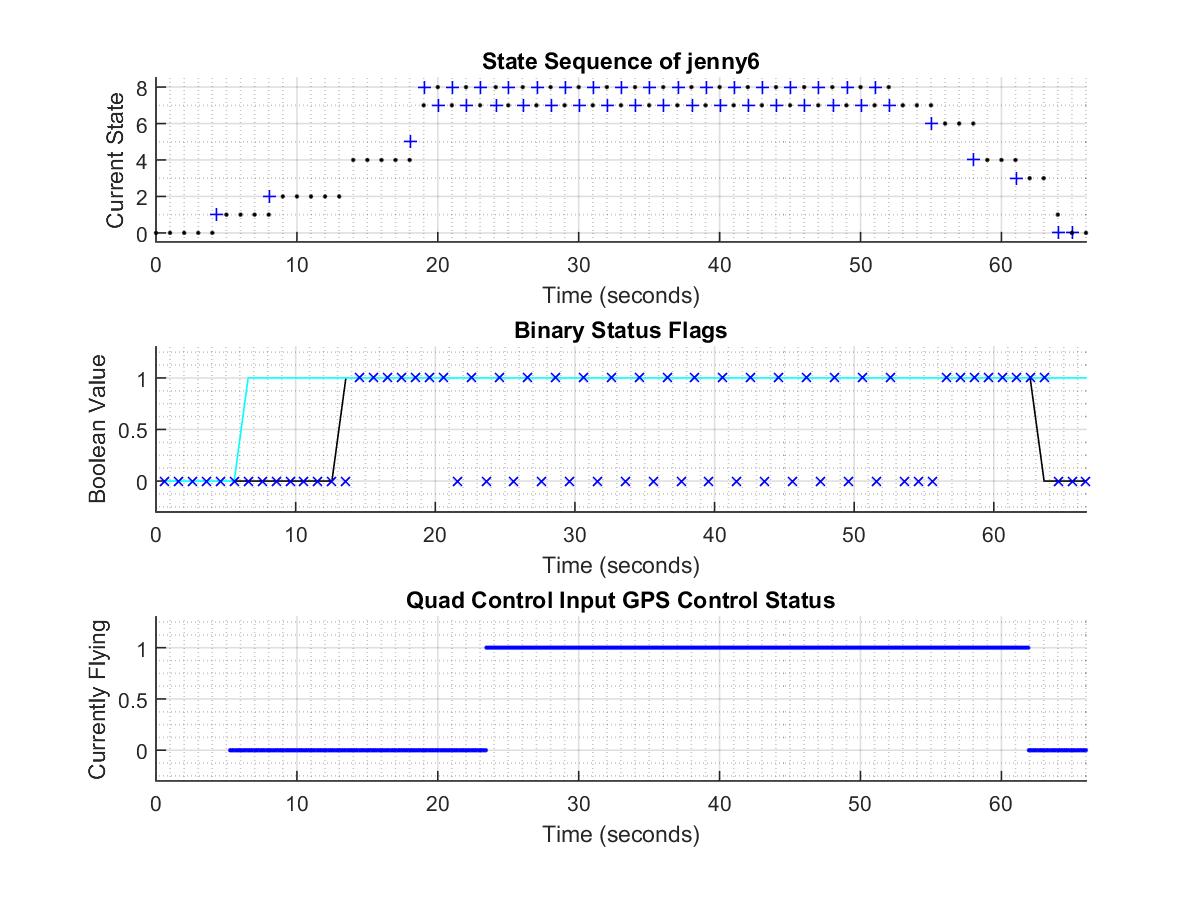 State Sequence of jenny6
Current State
8
6
4
2
0
0 10 20 30 40 50 60
Time (seconds)
Binary Status Flags
Boolean Value
1
0.5
0
0 10 20 30 40 50 60
Time (seconds)
Quad Control Input GPS Control Status
Currently Flying
1
0.5
0
0 10 20 30 40 50 60
Time (seconds)